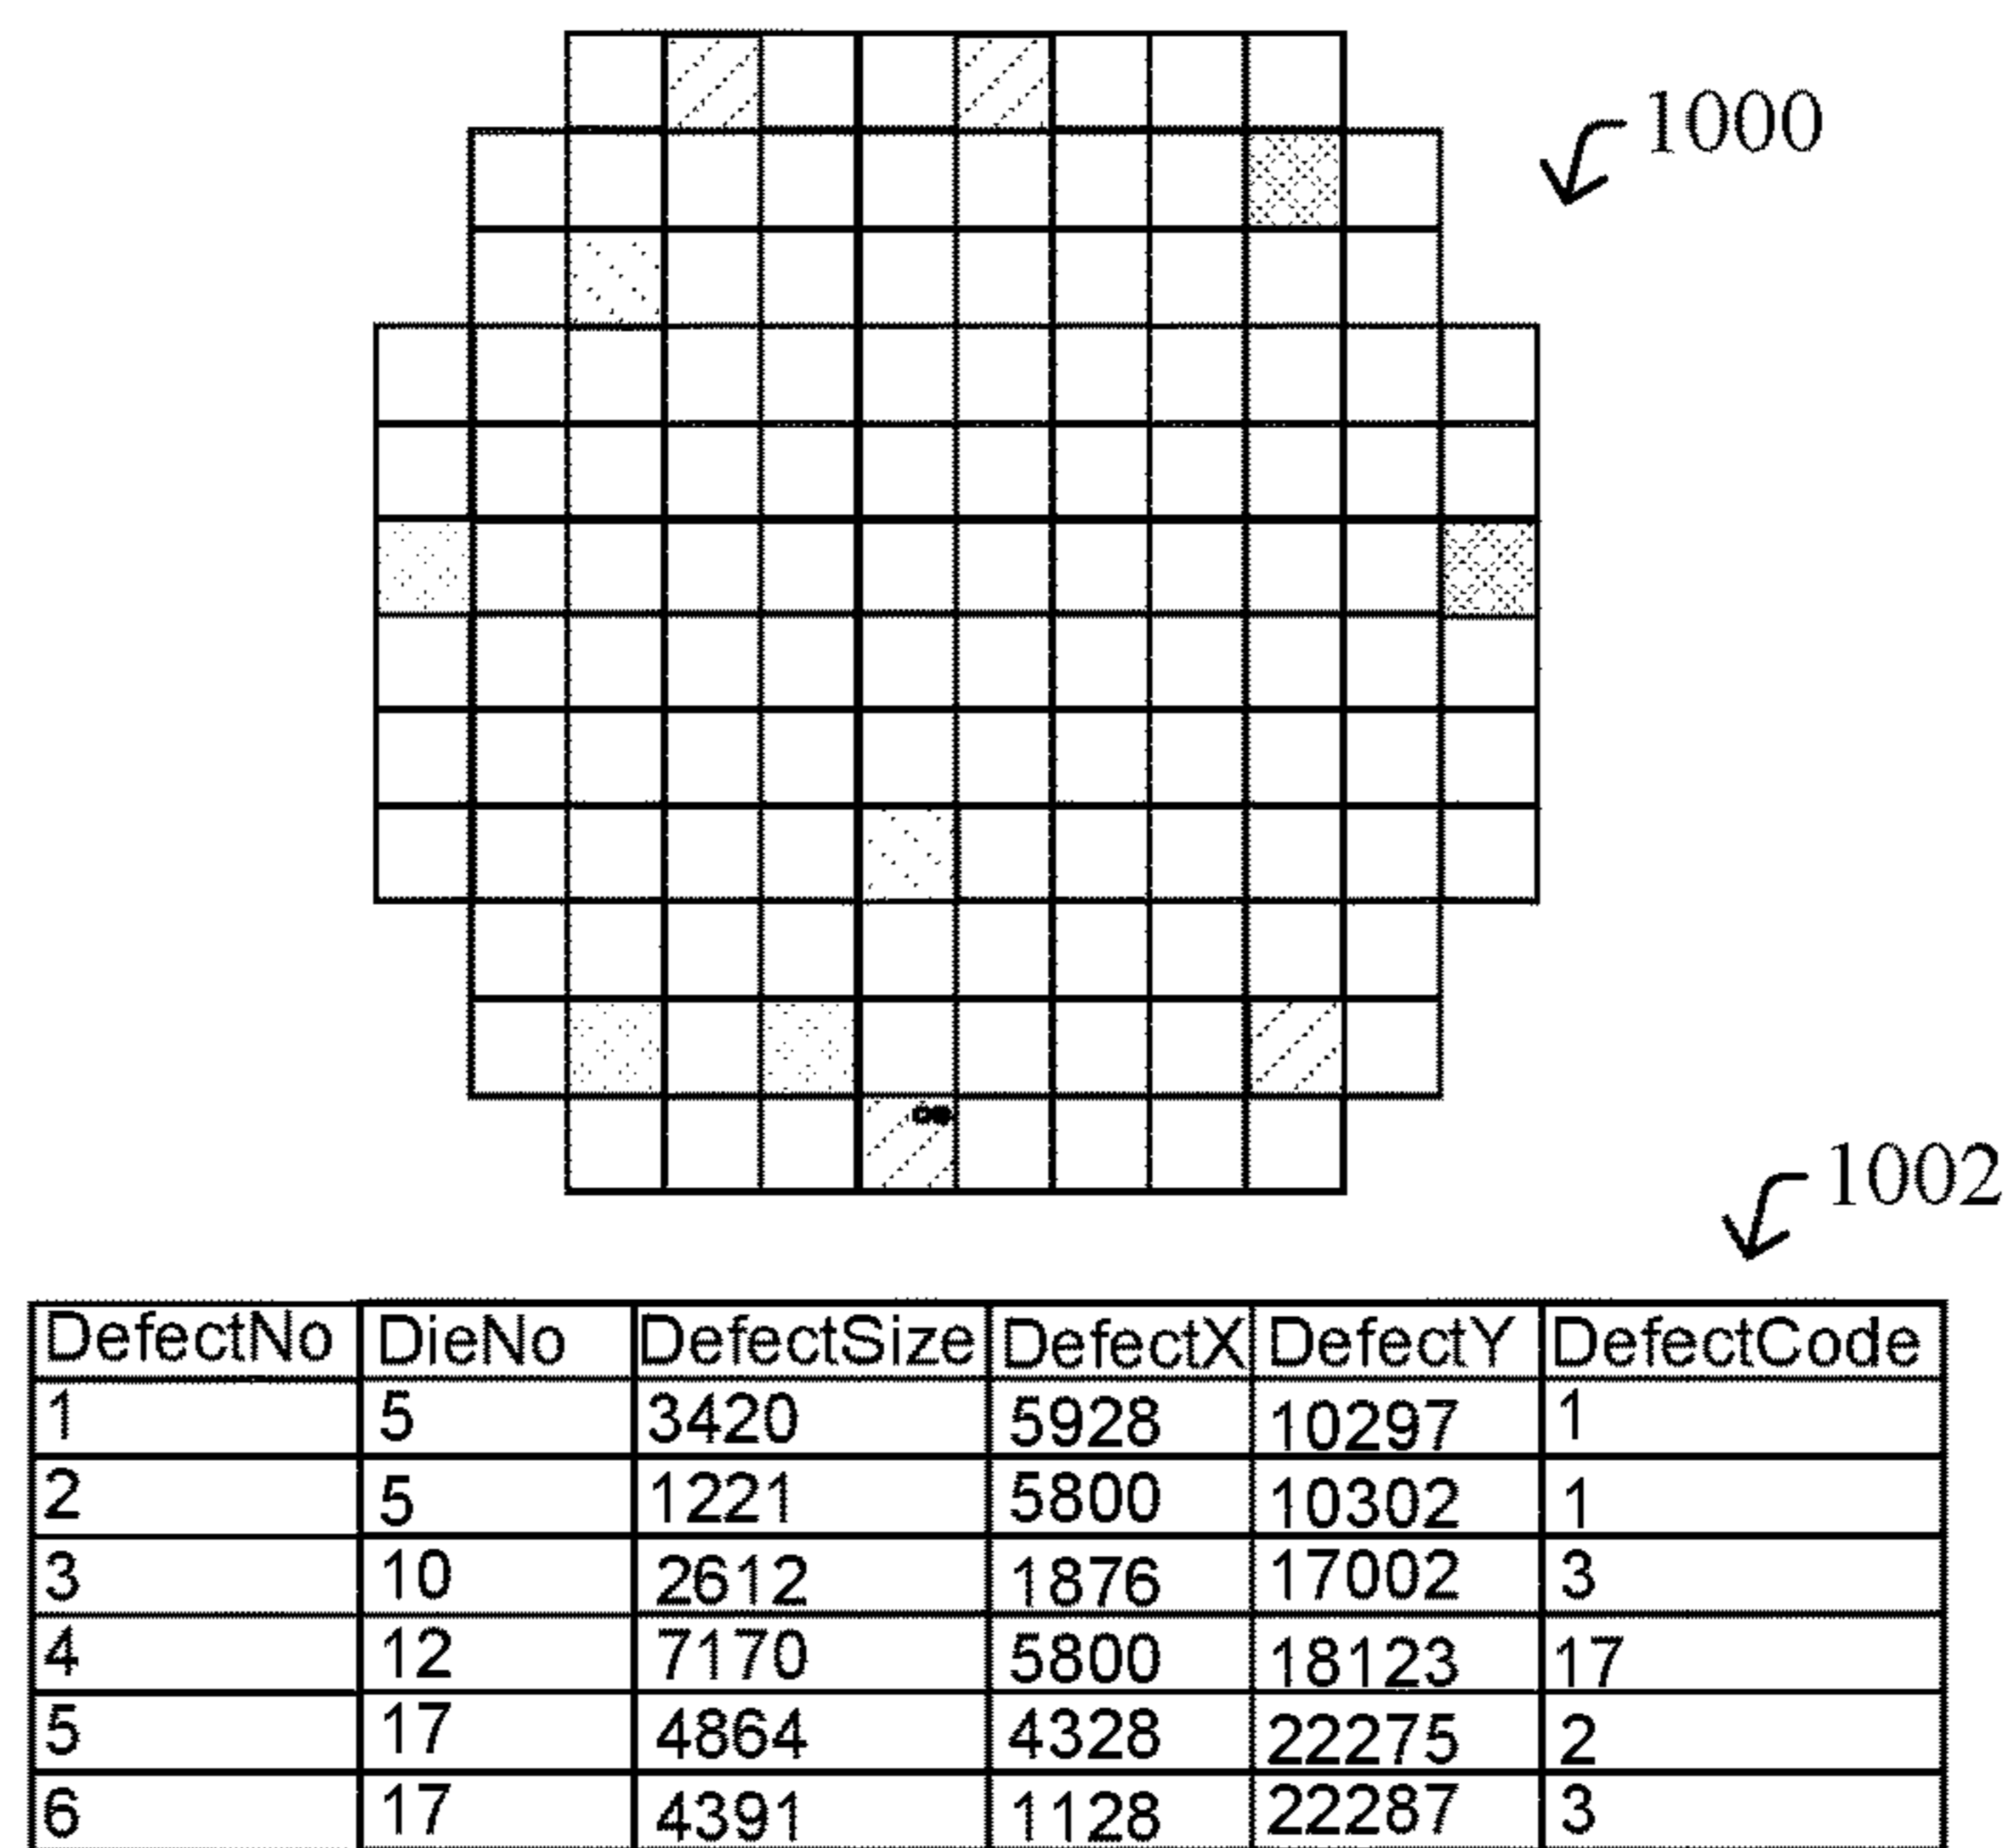 1000
1002
DefectNo DieNo DefectSize DefectX DefectY DefectCode
1 5 3420 5928 10297 1
2 5 1221 5800 10302 1
3 10 2612 1876 17002 3
4 12 7170 5800 18123 17
5 17 4864 4328 22275 2
6 17 4391 1128 22287 3